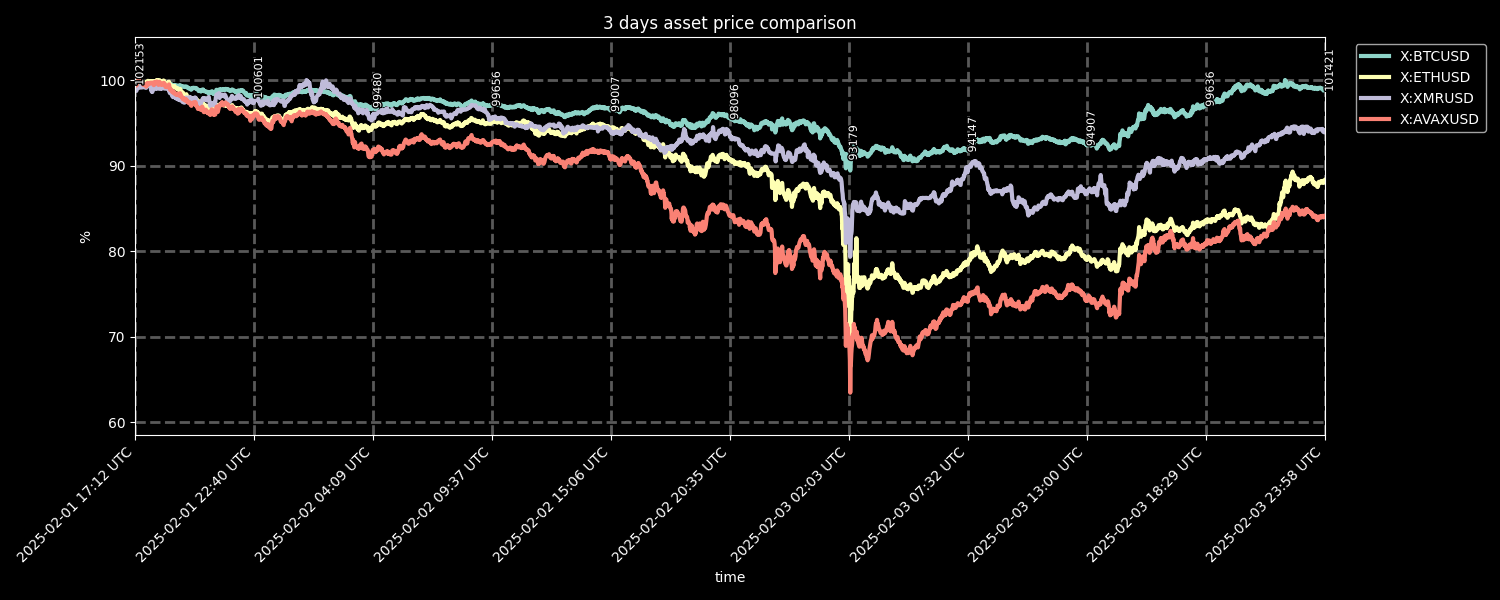 3 days asset price comparison
X:BTCUSD
X:ETHUSD
X:XMRUSD
X:AVAXUSD
102153
100601
99480
99656
99007
98096
93179
94147
94907
99636
101421
100
90
80
70
60
%
2025-02-01 17:12 UTC
2025-02-01 22:40 UTC
2025-02-02 04:09 UTC
2025-02-02 09:37 UTC
2025-02-02 15:06 UTC
2025-02-02 20:35 UTC
2025-02-03 02:03 UTC
2025-02-03 07:32 UTC
2025-02-03 13:00 UTC
2025-02-03 18:29 UTC
2025-02-03 23:58 UTC
time